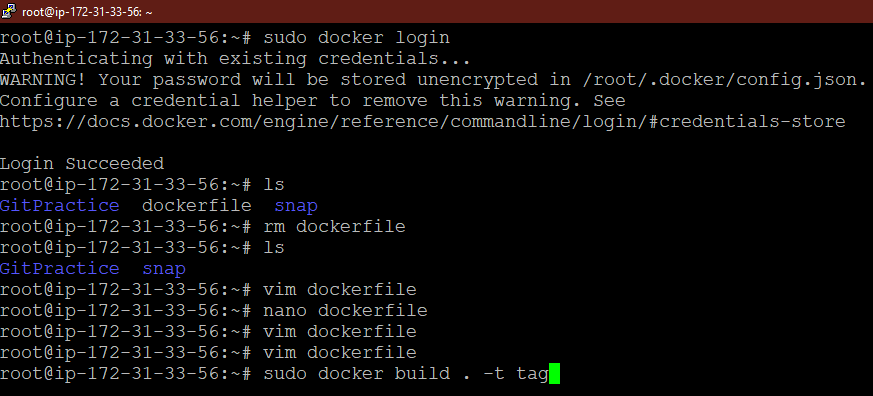 root@ip-172-31-33-56: ~
root@ip-172-31-33-56:~# sudo docker login
Authenticating with existing credentials...
WARNING! Your password will be stored unencrypted in /root/.docker/config.json.
Configure a credential helper to remove this warning. See
https://docs.docker.com/engine/reference/commandline/login/#credentials-store
Login Succeeded
root@ip-172-31-33-56:~# ls
GitPractice  dockerfile  snap
root@ip-172-31-33-56:~# rm dockerfile
root@ip-172-31-33-56:~# ls
GitPractice  snap
root@ip-172-31-33-56:~# vim dockerfile
root@ip-172-31-33-56:~# nano dockerfile
root@ip-172-31-33-56:~# vim dockerfile
root@ip-172-31-33-56:~# vim dockerfile
root@ip-172-31-33-56:~# sudo docker build . -t tag